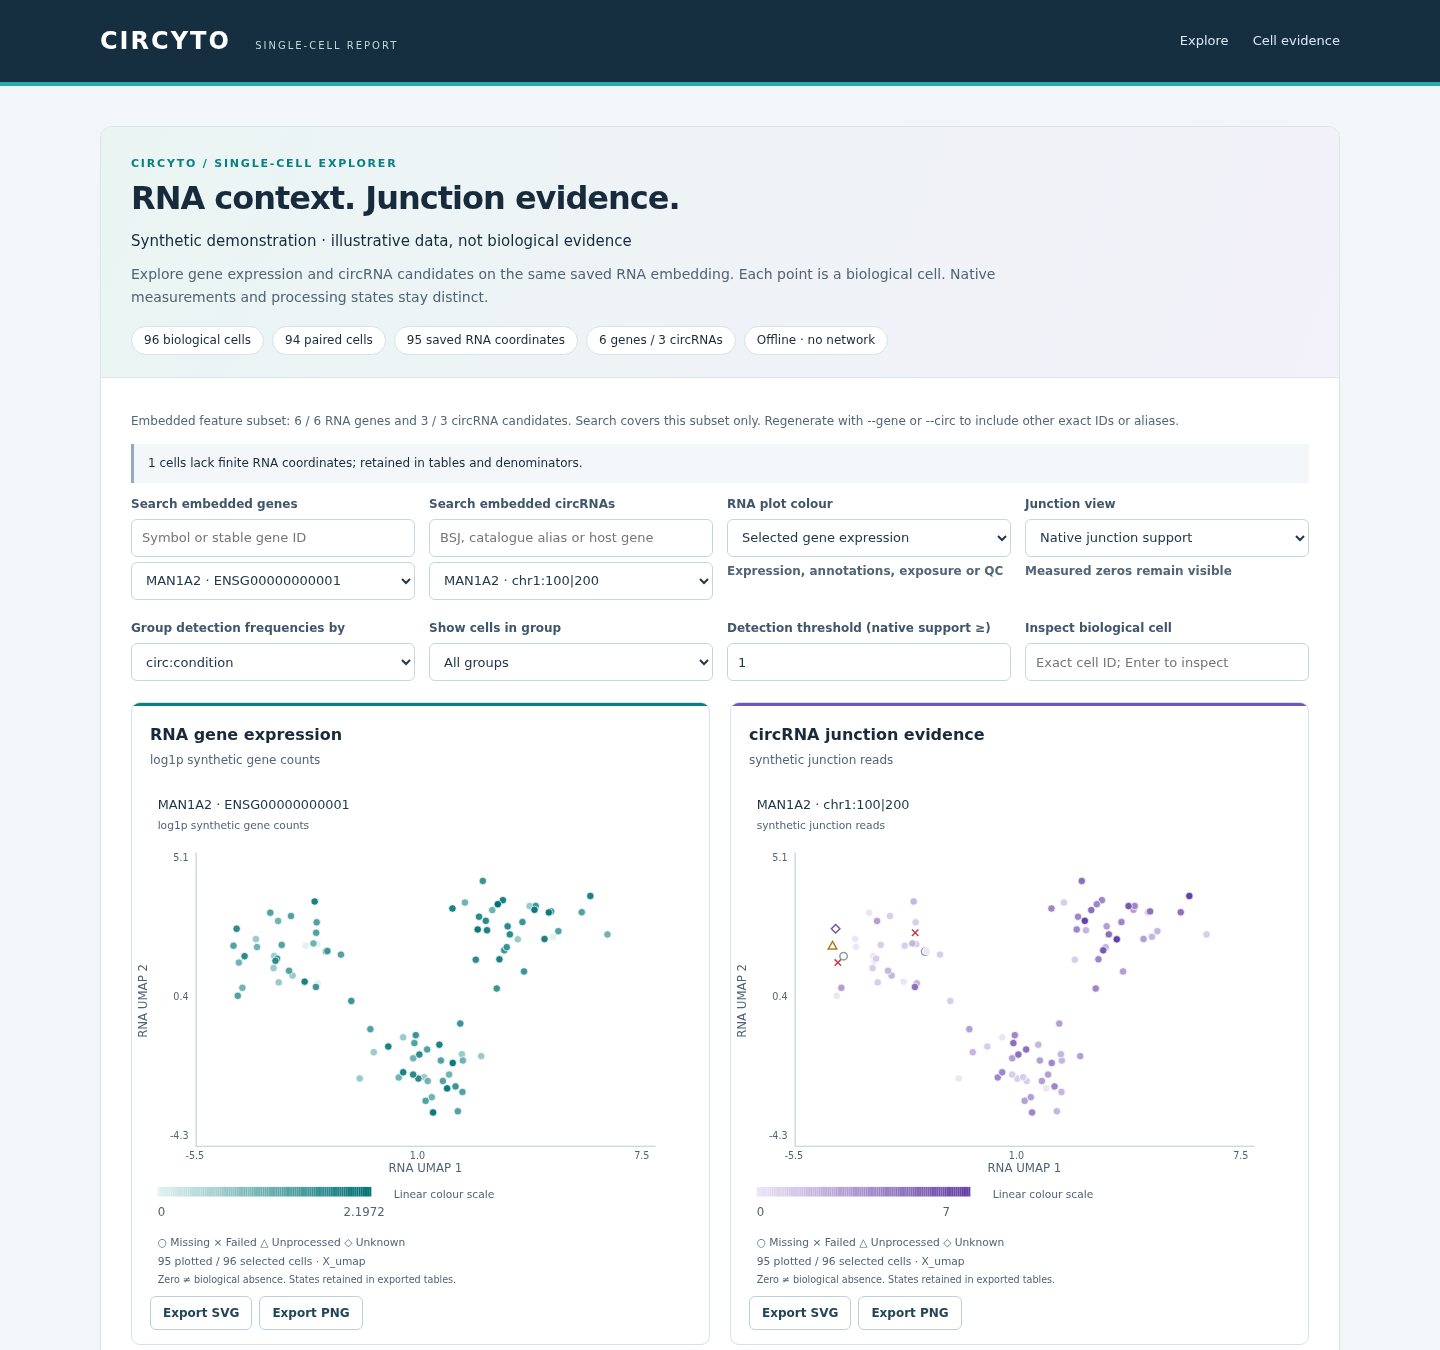 CIRCYTO SINGLE-CELL REPORT Explore Cell evidence
CIRCYTO / SINGLE-CELL EXPLORER
RNA context. Junction evidence.
Synthetic demonstration · illustrative data, not biological evidence
Explore gene expression and circRNA candidates on the same saved RNA embedding. Each point is a biological cell. Native
measurements and processing states stay distinct.
96 biological cells 94 paired cells 95 saved RNA coordinates 6 genes / 3 circRNAs Offline · no network
Embedded feature subset: 6 / 6 RNA genes and 3 / 3 circRNA candidates. Search covers this subset only. Regenerate with --gene or --circ to include other exact IDs or aliases.
1 cells lack finite RNA coordinates; retained in tables and denominators.
Search embedded genes
Symbol or stable gene ID
MAN1A2 · ENSG00000000001
Search embedded circRNAs
BSJ, catalogue alias or host gene
MAN1A2 · chr1:100|200
RNA plot colour
Selected gene expression
Expression, annotations, exposure or QC
Junction view
Native junction support
Measured zeros remain visible
Group detection frequencies by
circ:condition
Show cells in group
All groups
Detection threshold (native support ≥)
1
Inspect biological cell
Exact cell ID; Enter to inspect
RNA gene expression
log1p synthetic gene counts
MAN1A2 · ENSG00000000001
log1p synthetic gene counts
5.1
0.4
-4.3
RNA UMAP 2
-5.5 1.0 7.5
RNA UMAP 1
Linear colour scale
0 2.1972
○ Missing × Failed △ Unprocessed ◇ Unknown
95 plotted / 96 selected cells · X_umap
Zero ≠ biological absence. States retained in exported tables.
Export SVG Export PNG
circRNA junction evidence
synthetic junction reads
MAN1A2 · chr1:100|200
synthetic junction reads
5.1
0.4
-4.3
RNA UMAP 2
-5.5 1.0 7.5
RNA UMAP 1
Linear colour scale
0 7
○ Missing × Failed △ Unprocessed ◇ Unknown
95 plotted / 96 selected cells · X_umap
Zero ≠ biological absence. States retained in exported tables.
Export SVG Export PNG